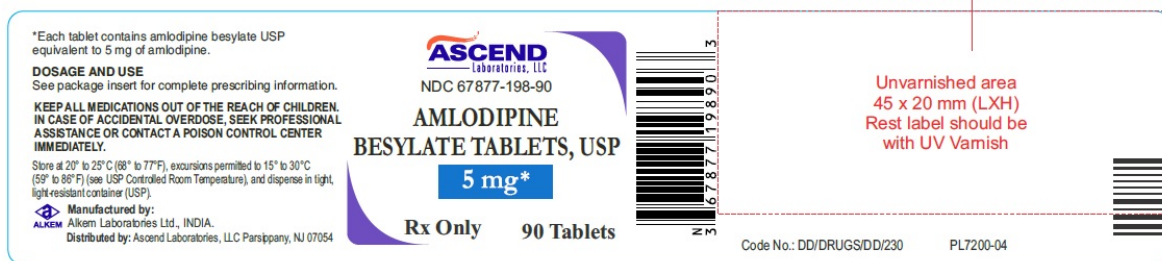 *Each tablet contains amlodipine besylate USP
equivalent to 5 mg of amlodipine.
DOSAGE AND USE
See package insert for complete prescribing information.
KEEP ALL MEDICATIONS OUT OF THE REACH OF CHILDREN.
IN CASE OF ACCIDENTAL OVERDOSE, SEEK PROFESSIONAL
ASSISTANCE OR CONTACT A POISON CONTROL CENTER
IMMEDIATELY.
Store at 20° to 25°C (68° to 77°F), excursions permitted to 15° to 30°C
(59° to 86°F) (see USP Controlled Room Temperature), and dispense in tight,
light-resistant container (USP).
ALKEM
Manufactured by:
Alkem Laboratories Ltd., INDIA.
Distributed by: Ascend Laboratories, LLC Parsippany, NJ 07054
ASCEND
Laboratories, LLC
NDC 67877-198-90
AMLODIPINE
BESYLATE TABLETS, USP
5 mg*
Rx Only 90 Tablets
N 3 67877 19890 3
Unvarnished area
45 x 20 mm (LXH)
Rest label should be
with UV Varnish
Code No.: DD/DRUGS/DD/230 PL7200-04